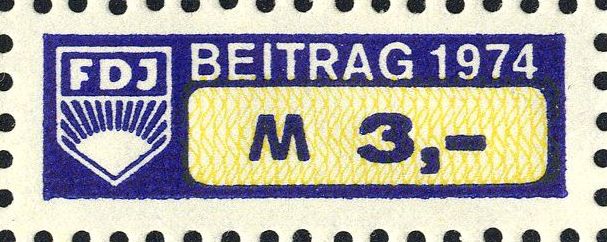 FDJ
BEITRAG 1974
M 3,-